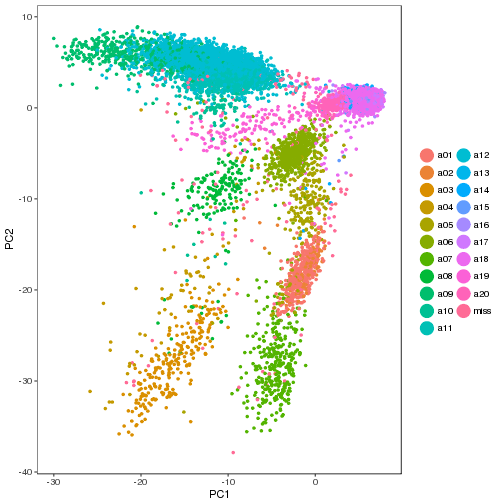 10
0
-10
-20
-30
-40
-30 -20 -10 0
PC1
PC2
a01 a12
a02 a13
a03 a14
a04 a15
a05 a16
a06 a17
a07 a18
a08 a19
a09 a20
a10 miss
a11